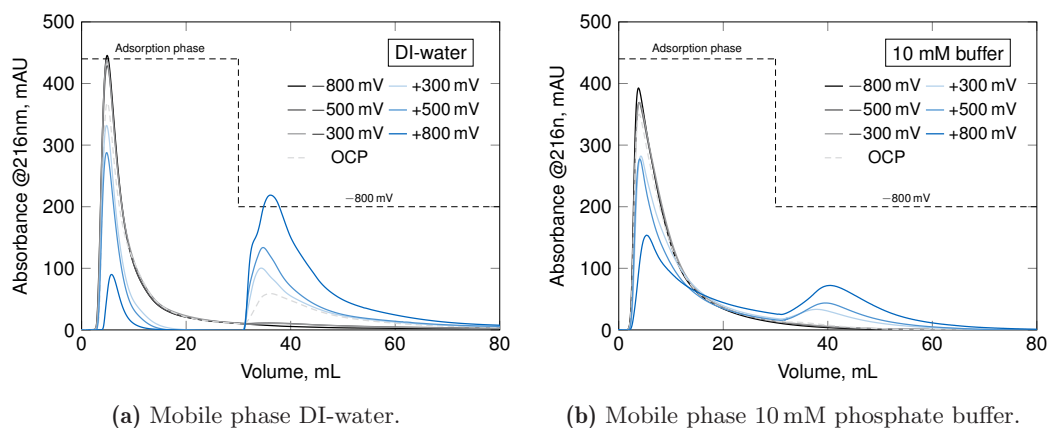 500
400
300
200
100
0
0
20
40
60
80
Absorbance @216nm, mAU
Volume, mL
Adsorption phase
DI-water
−800 mV +300 mV
−500 mV +500 mV
−300 mV +800 mV
OCP
−800 mV
(a) Mobile phase DI-water.
500
400
300
200
100
0
0
20
40
60
80
Absorbance @216n, mAU
Volume, mL
Adsorption phase
10 mM buffer
−800 mV +300 mV
−500 mV +500 mV
−300 mV +800 mV
OCP
−800 mV
(b) Mobile phase 10 mM phosphate buffer.